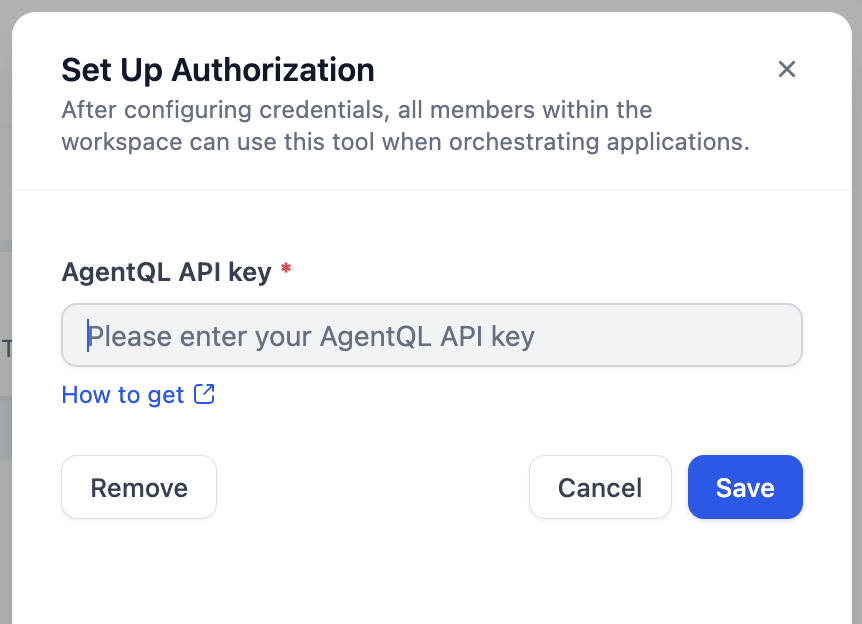 Set Up Authorization
After configuring credentials, all members within the
workspace can use this tool when orchestrating applications.
AgentQL API key *
Please enter your AgentQL API key
How to get
T
Remove
Cancel
Save